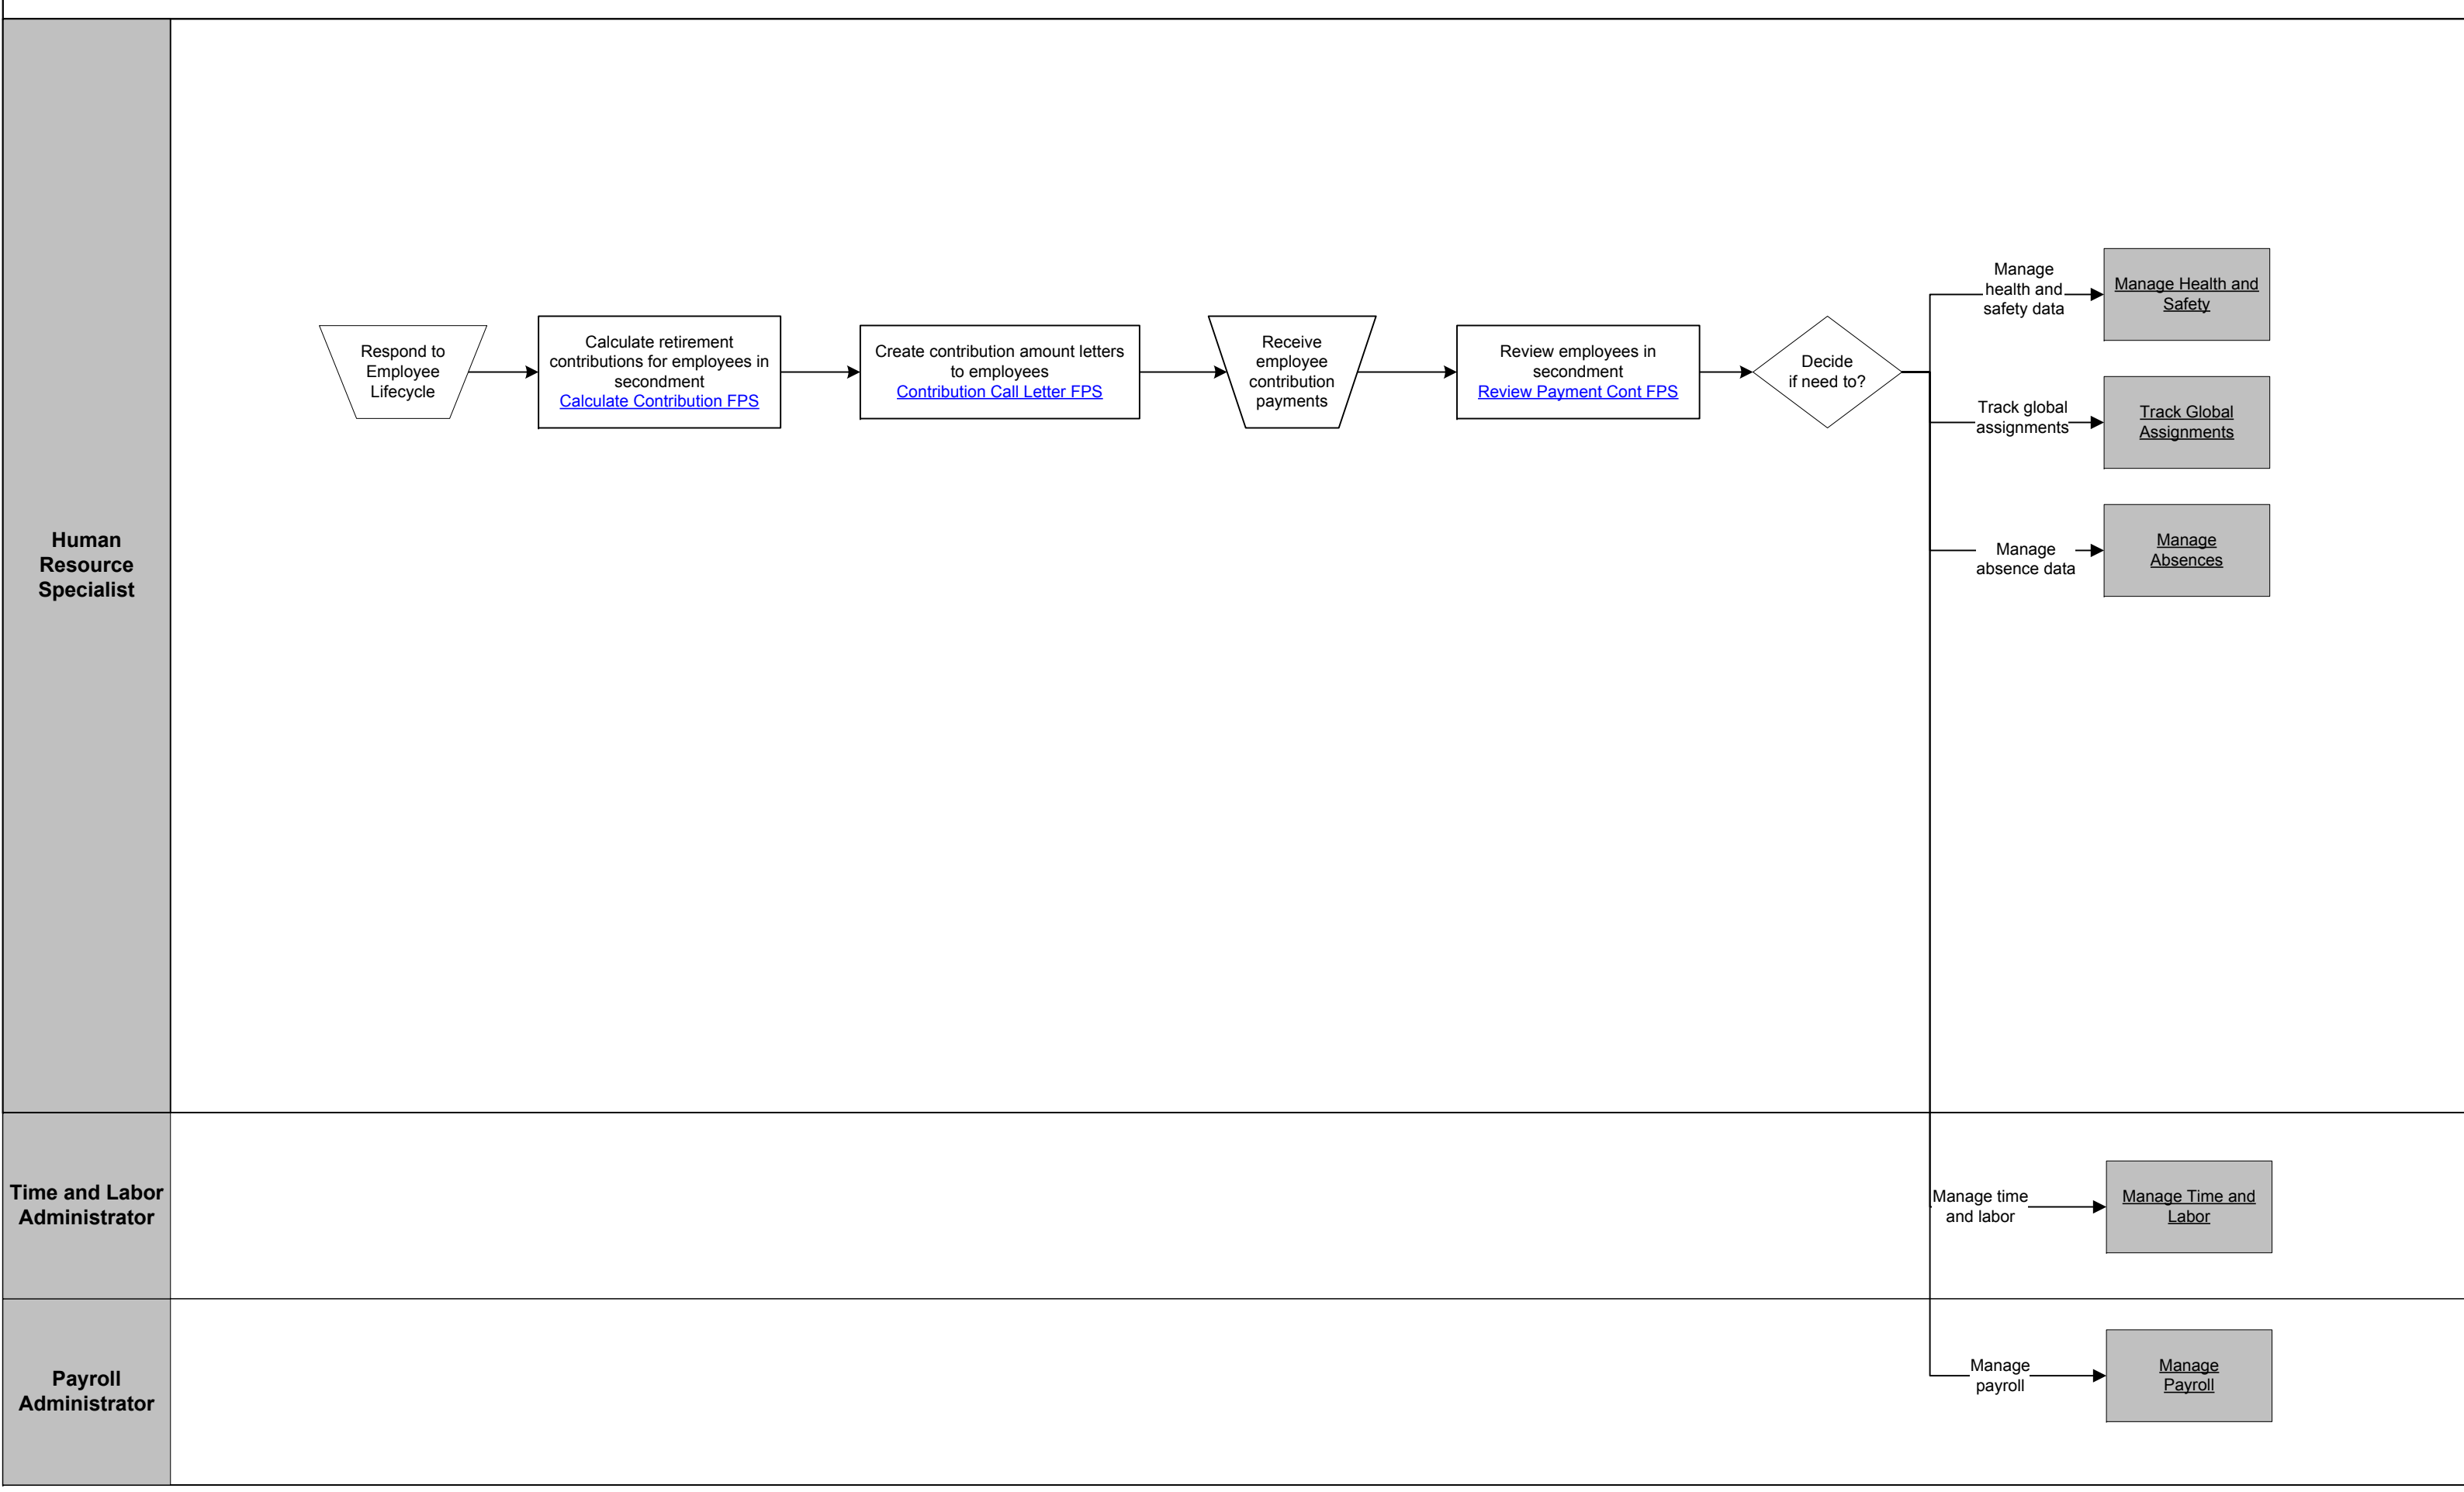 Human
Resource
Specialist
Respond to
Employee
Lifecycle
Calculate retirement
contributions for employees in
secondment
Calculate Contribution FPS
Create contribution amount letters
to employees
Contribution Call Letter FPS
Receive
employee
contribution
payments
Review employees in
secondment
Review Payment Cont FPS
Decide
if need to?
Manage
health and
safety data
Manage Health and
Safety
Track global
assignments
Track Global
Assignments
Manage
absence data
Manage
Absences
Time and Labor
Administrator
Manage time
and labor
Manage Time and
Labor
Payroll
Administrator
Manage
payroll
Manage
Payroll